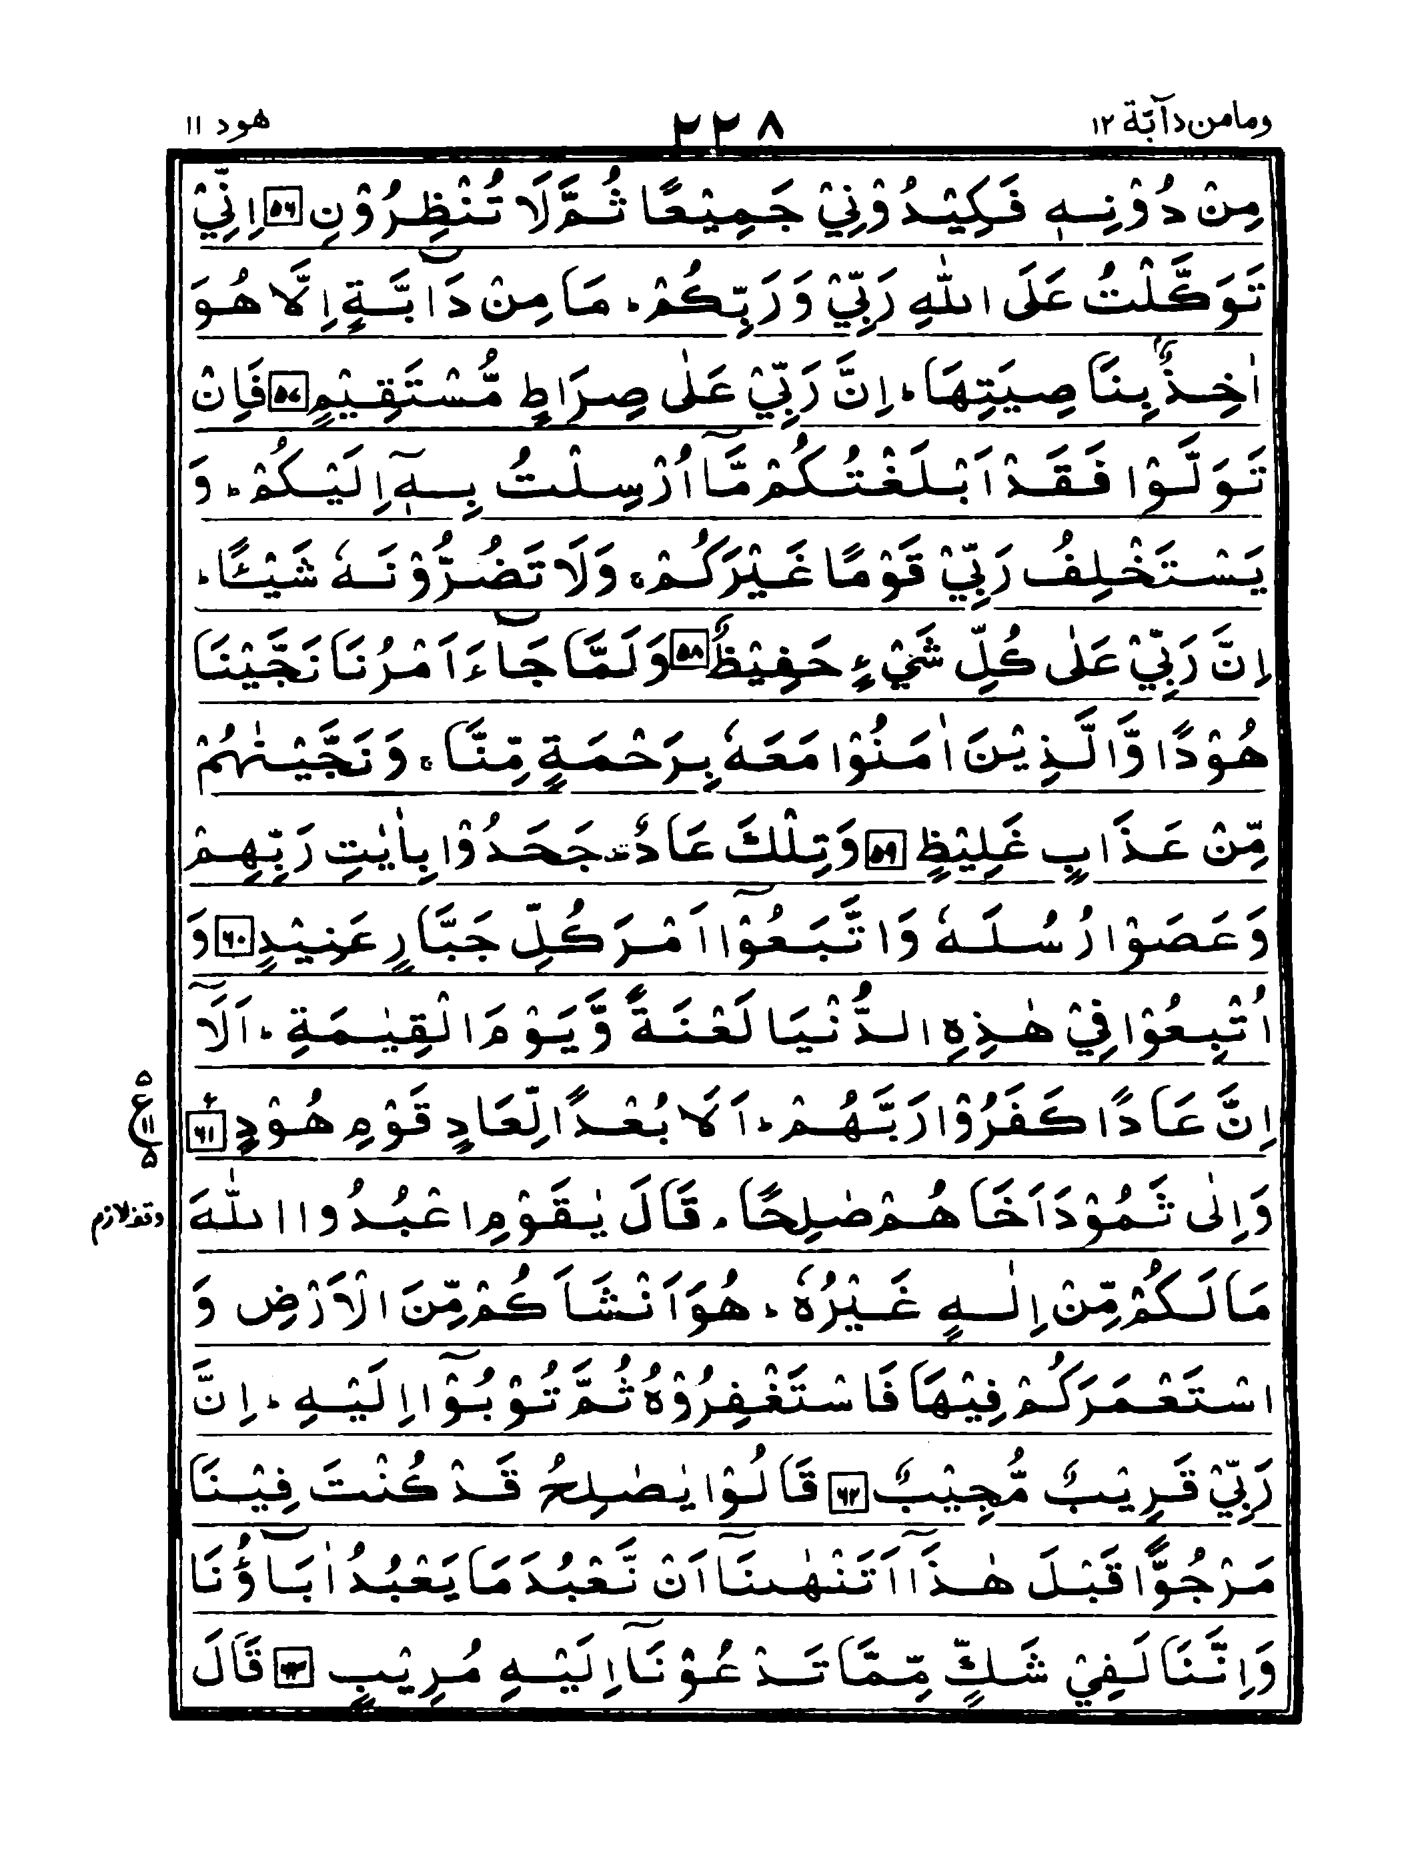 ومامن دآبّة ١٢ ٢٢٨ هود ١١
مِنْ دُوْنِهٖ فَكِيْدُوْنِيْ جَمِيْعًا ثُمَّ لَا تُنْظِرُوْنِ ٥٦ اِنِّيْ
تَوَكَّلْتُ عَلَى اللّٰهِ رَبِّيْ وَرَبِّكُمْ ؕ مَا مِنْ دَآبَّةٍ اِلَّا هُوَ
اٰخِذٌۢ بِنَاصِيَتِهَا ؕ اِنَّ رَبِّيْ عَلٰى صِرَاطٍ مُّسْتَقِيْمٍ ٥٧ فَاِنْ
تَوَلَّوْا فَقَدْ اَبْلَغْتُكُمْ مَّاۤ اُرْسِلْتُ بِهٖۤ اِلَيْكُمْ ؕ وَ
يَسْتَخْلِفُ رَبِّيْ قَوْمًا غَيْرَكُمْ ۚ وَلَا تَضُرُّوْنَهٗ شَيْـًٔا ؕ
اِنَّ رَبِّيْ عَلٰى كُلِّ شَيْءٍ حَفِيْظٌ ٥٨ وَلَمَّا جَآءَ اَمْرُنَا نَجَّيْنَا
هُوْدًا وَّالَّذِيْنَ اٰمَنُوْا مَعَهٗ بِرَحْمَةٍ مِّنَّا ۚ وَنَجَّيْنٰهُمْ
مِّنْ عَذَابٍ غَلِيْظٍ ٥٩ وَتِلْكَ عَادٌ ۙ جَحَدُوْا بِاٰيٰتِ رَبِّهِمْ
وَعَصَوْا رُسُلَهٗ وَاتَّبَعُوْۤا اَمْرَ كُلِّ جَبَّارٍ عَنِيْدٍ ٦٠ وَ
اُتْبِعُوْا فِيْ هٰذِهِ الدُّنْيَا لَعْنَةً وَّيَوْمَ الْقِيٰمَةِ ؕ اَلَاۤ
اِنَّ عَادًا كَفَرُوْا رَبَّهُمْ ؕ اَلَا بُعْدًا لِّعَادٍ قَوْمِ هُوْدٍ ٦١
٥ ع ١١ ٥
وَاِلٰى ثَمُوْدَ اَخَاهُمْ صٰلِحًا ۘ قَالَ يٰقَوْمِ اعْبُدُوا اللّٰهَ
وقف لازم
مَا لَكُمْ مِّنْ اِلٰهٍ غَيْرُهٗ ؕ هُوَ اَنْشَاَكُمْ مِّنَ الْاَرْضِ وَ
اسْتَعْمَرَكُمْ فِيْهَا فَاسْتَغْفِرُوْهُ ثُمَّ تُوْبُوْۤا اِلَيْهِ ؕ اِنَّ
رَبِّيْ قَرِيْبٌ مُّجِيْبٌ ٦٢ قَالُوْا يٰصٰلِحُ قَدْ كُنْتَ فِيْنَا
مَرْجُوًّا قَبْلَ هٰذَاۤ اَتَنْهٰىنَاۤ اَنْ نَّعْبُدَ مَا يَعْبُدُ اٰبَآؤُنَا
وَاِنَّنَا لَفِيْ شَكٍّ مِّمَّا تَدْعُوْنَاۤ اِلَيْهِ مُرِيْبٍ ٦٣ قَالَ